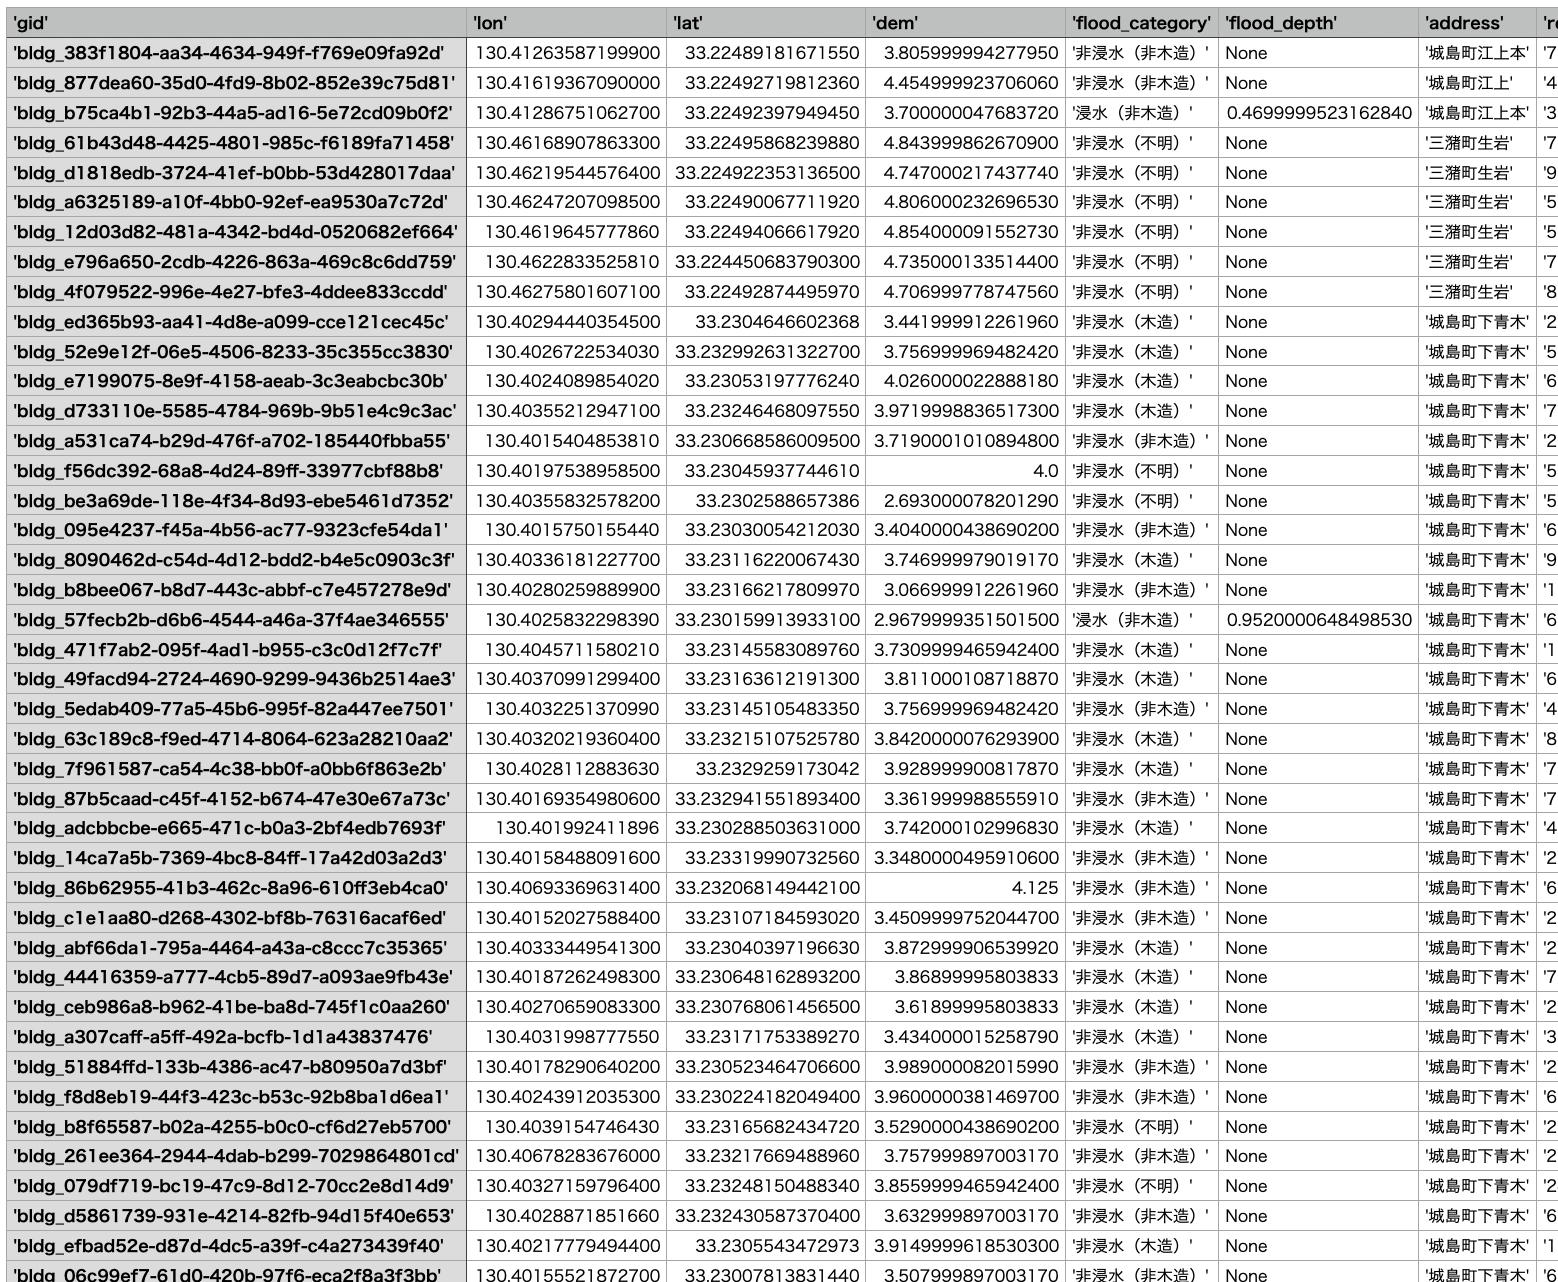 'gid' 'lon' 'lat' 'dem' 'flood_category' 'flood_depth' 'address'
'bldg_383f1804-aa34-4634-949f-f769e09fa92d' 130.41263587199900 33.22489181671550 3.805999994277950 '非浸水（非木造）' None '城島町江上本' '7
'bldg_877dea60-35d0-4fd9-8b02-852e39c75d81' 130.41619367090000 33.22492719812360 4.454999923706060 '非浸水（非木造）' None '城島町江上' '4
'bldg_b75ca4b1-92b3-44a5-ad16-5e72cd09b0f2' 130.41286751062700 33.22492397949450 3.700000047683720 '浸水（非木造）' 0.4699999523162840 '城島町江上本' '3
'bldg_61b43d48-4425-4801-985c-f6189fa71458' 130.46168907863300 33.22495868239880 4.843999862670900 '非浸水（不明）' None '三潴町生岩' '7
'bldg_d1818edb-3724-41ef-b0bb-53d428017daa' 130.46219544576400 33.224922353136500 4.747000217437740 '非浸水（不明）' None '三潴町生岩' '9
'bldg_a6325189-a10f-4bb0-92ef-ea9530a7c72d' 130.46247207098500 33.22490067711920 4.806000232696530 '非浸水（不明）' None '三潴町生岩' '5
'bldg_12d03d82-481a-4342-bd4d-0520682ef664' 130.4619645777860 33.22494066617920 4.854000091552730 '非浸水（不明）' None '三潴町生岩' '5
'bldg_e796a650-2cdb-4226-863a-469c8c6dd759' 130.4622833525810 33.224450683790300 4.735000133514400 '非浸水（不明）' None '三潴町生岩' '7
'bldg_4f079522-996e-4e27-bfe3-4ddee833ccdd' 130.46275801607100 33.22492874495970 4.706999778747560 '非浸水（不明）' None '三潴町生岩' '8
'bldg_ed365b93-aa41-4d8e-a099-cce121cec45c' 130.40294440354500 33.2304646602368 3.441999912261960 '非浸水（木造）' None '城島町下青木' '2
'bldg_52e9e12f-06e5-4506-8233-35c355cc3830' 130.4026722534030 33.232992631322700 3.756999969482420 '非浸水（木造）' None '城島町下青木' '5
'bldg_e7199075-8e9f-4158-aeab-3c3eabcbc30b' 130.4024089854020 33.23053197776240 4.026000022888180 '非浸水（木造）' None '城島町下青木' '6
'bldg_d733110e-5585-4784-969b-9b51e4c9c3ac' 130.40355212947100 33.23246468097550 3.9719998836517300 '非浸水（木造）' None '城島町下青木' '7
'bldg_a531ca74-b29d-476f-a702-185440fbba55' 130.4015404853810 33.230668586009500 3.7190001010894800 '非浸水（非木造）' None '城島町下青木' '2
'bldg_f56dc392-68a8-4d24-89ff-33977cbf88b8' 130.40197538958500 33.23045937744610 4.0 '非浸水（不明）' None '城島町下青木' '5
'bldg_be3a69de-118e-4f34-8d93-ebe5461d7352' 130.40355832578200 33.2302588657386 2.693000078201290 '非浸水（不明）' None '城島町下青木' '5
'bldg_095e4237-f45a-4b56-ac77-9323cfe54da1' 130.4015750155440 33.23030054212030 3.4040000438690200 '非浸水（非木造）' None '城島町下青木' '6
'bldg_8090462d-c54d-4d12-bdd2-b4e5c0903c3f' 130.40336181227700 33.23116220067430 3.746999979019170 '非浸水（木造）' None '城島町下青木' '9
'bldg_b8bee067-b8d7-443c-abbf-c7e457278e9d' 130.40280259889900 33.23166217809970 3.066999912261960 '非浸水（非木造）' None '城島町下青木' '1
'bldg_57fecb2b-d6b6-4544-a46a-37f4ae346555' 130.4025832298390 33.230159913933100 2.9679999351501500 '浸水（非木造）' 0.9520000648498530 '城島町下青木' '6
'bldg_471f7ab2-095f-4ad1-b955-c3c0d12f7c7f' 130.4045711580210 33.23145583089760 3.7309999465942400 '非浸水（木造）' None '城島町下青木' '1
'bldg_49facd94-2724-4690-9299-9436b2514ae3' 130.40370991299400 33.23163612191300 3.811000108718870 '非浸水（木造）' None '城島町下青木' '6
'bldg_5edab409-77a5-45b6-995f-82a447ee7501' 130.4032251370990 33.23145105483350 3.756999969482420 '非浸水（非木造）' None '城島町下青木' '4
'bldg_63c189c8-f9ed-4714-8064-623a28210aa2' 130.40320219360400 33.23215107525780 3.8420000076293900 '非浸水（木造）' None '城島町下青木' '8
'bldg_7f961587-ca54-4c38-bb0f-a0bb6f863e2b' 130.4028112883630 33.2329259173042 3.928999900817870 '非浸水（木造）' None '城島町下青木' '7
'bldg_87b5caad-c45f-4152-b674-47e30e67a73c' 130.40169354980600 33.232941551893400 3.361999988555910 '非浸水（非木造）' None '城島町下青木' '7
'bldg_adcbbcbe-e665-471c-b0a3-2bf4edb7693f' 130.401992411896 33.230288503631000 3.742000102996830 '非浸水（木造）' None '城島町下青木' '4
'bldg_14ca7a5b-7369-4bc8-84ff-17a42d03a2d3' 130.40158488091600 33.23319990732560 3.3480000495910600 '非浸水（非木造）' None '城島町下青木' '2
'bldg_86b62955-41b3-462c-8a96-610ff3eb4ca0' 130.40693369631400 33.232068149442100 4.125 '非浸水（非木造）' None '城島町下青木' '6
'bldg_c1e1aa80-d268-4302-bf8b-76316acaf6ed' 130.40152027588400 33.23107184593020 3.4509999752044700 '非浸水（非木造）' None '城島町下青木' '2
'bldg_abf66da1-795a-4464-a43a-c8ccc7c35365' 130.40333449541300 33.23040397196630 3.872999906539920 '非浸水（木造）' None '城島町下青木' '2
'bldg_44416359-a777-4cb5-89d7-a093ae9fb43e' 130.40187262498300 33.230648162893200 3.86899995803833 '非浸水（木造）' None '城島町下青木' '7
'bldg_ceb986a8-b962-41be-ba8d-745f1c0aa260' 130.40270659083300 33.230768061456500 3.61899995803833 '非浸水（木造）' None '城島町下青木' '2
'bldg_a307caff-a5ff-492a-bcfb-1d1a43837476' 130.4031998777550 33.23171753389270 3.434000015258790 '非浸水（木造）' None '城島町下青木' '3
'bldg_51884ffd-133b-4386-ac47-b80950a7d3bf' 130.40178290640200 33.230523464706600 3.989000082015990 '非浸水（非木造）' None '城島町下青木' '2
'bldg_f8d8eb19-44f3-423c-b53c-92b8ba1d6ea1' 130.40243912035300 33.230224182049400 3.9600000381469700 '非浸水（非木造）' None '城島町下青木' '6
'bldg_b8f65587-b02a-4255-b0c0-cf6d27eb5700' 130.4039154746430 33.23165682434720 3.5290000438690200 '非浸水（不明）' None '城島町下青木' '2
'bldg_261ee364-2944-4dab-b299-7029864801cd' 130.40678283676000 33.23217669488960 3.757999897003170 '非浸水（非木造）' None '城島町下青木' '2
'bldg_079df719-bc19-47c9-8d12-70cc2e8d14d9' 130.40327159796400 33.23248150488340 3.8559999465942400 '非浸水（不明）' None '城島町下青木' '2
'bldg_d5861739-931e-4214-82fb-94d15f40e653' 130.4028871851660 33.232430587370400 3.632999897003170 '非浸水（非木造）' None '城島町下青木' '6
'bldg_efbad52e-d87d-4dc5-a39f-c4a273439f40' 130.40217779494400 33.2305543472973 3.9149999618530300 '非浸水（木造）' None '城島町下青木' '1
'bldg_06c99ef7-61d0-420b-97f6-eca2f8a3f3bb' 130.40155521872700 33.23007813831440 3.507999897003170 '非浸水（非木造）' None '城島町下青木' '6